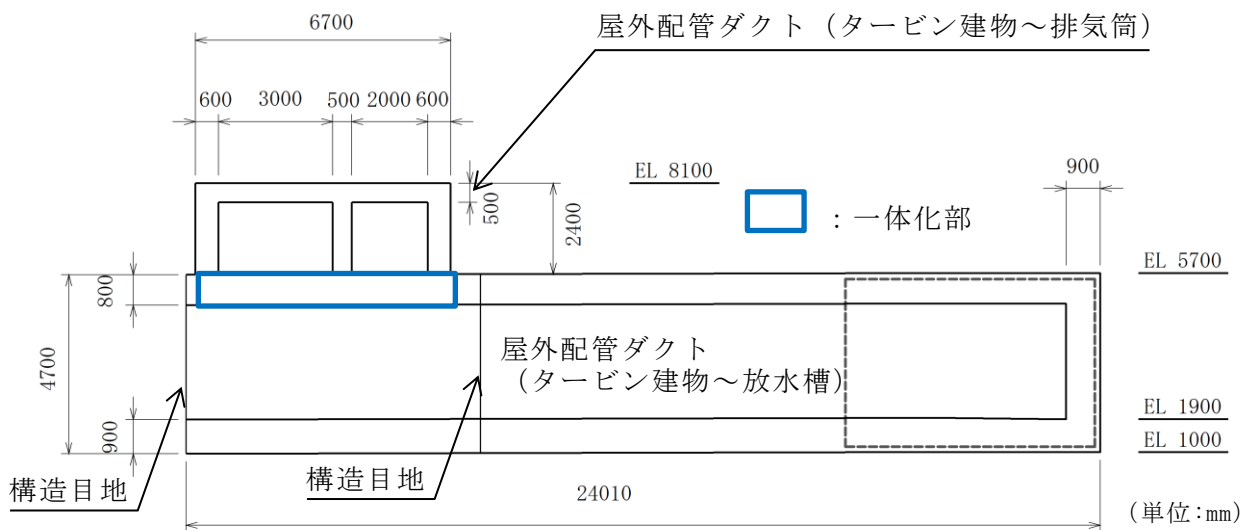 6700
屋外配管ダクト（タービン建物～排気筒）
600
3000
500
2000
600
EL 8100
900
500
2400
：一体化部
EL 5700
800
4700
屋外配管ダクト
（タービン建物～放水槽）
900
EL 1900
EL 1000
構造目地
構造目地
24010
（単位:mm）